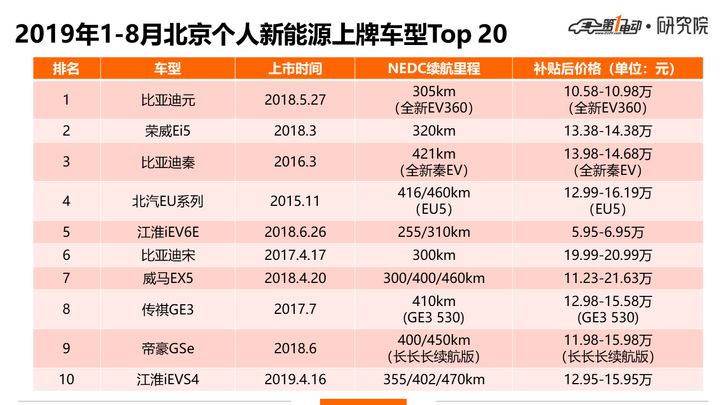 2019年1-8月北京个人新能源上牌车型Top 20
第1电动·研究院
排名 车型 上市时间 NEDC续航里程 补贴后价格（单位：元）
1 比亚迪元 2018.5.27 305km 10.58-10.98万
（全新EV360） （全新EV360）
2 荣威Ei5 2018.3 320km 13.38-14.38万
3 比亚迪秦 2016.3 421km 13.98-14.68万
（全新秦EV） （全新秦EV）
4 北汽EU系列 2015.11 416/460km 12.99-16.19万
（EU5） （EU5）
5 江淮iEV6E 2018.6.26 255/310km 5.95-6.95万
6 比亚迪宋 2017.4.17 300km 19.99-20.99万
7 威马EX5 2018.4.20 300/400/460km 11.23-21.63万
8 传祺GE3 2017.7 410km 12.98-15.58万
(GE3 530) (GE3 530)
9 帝豪GSe 2018.6 400/450km 11.98-15.98万
（长长长续航版） （长长长续航版）
10 江淮iEVS4 2019.4.16 355/402/470km 12.95-15.95万